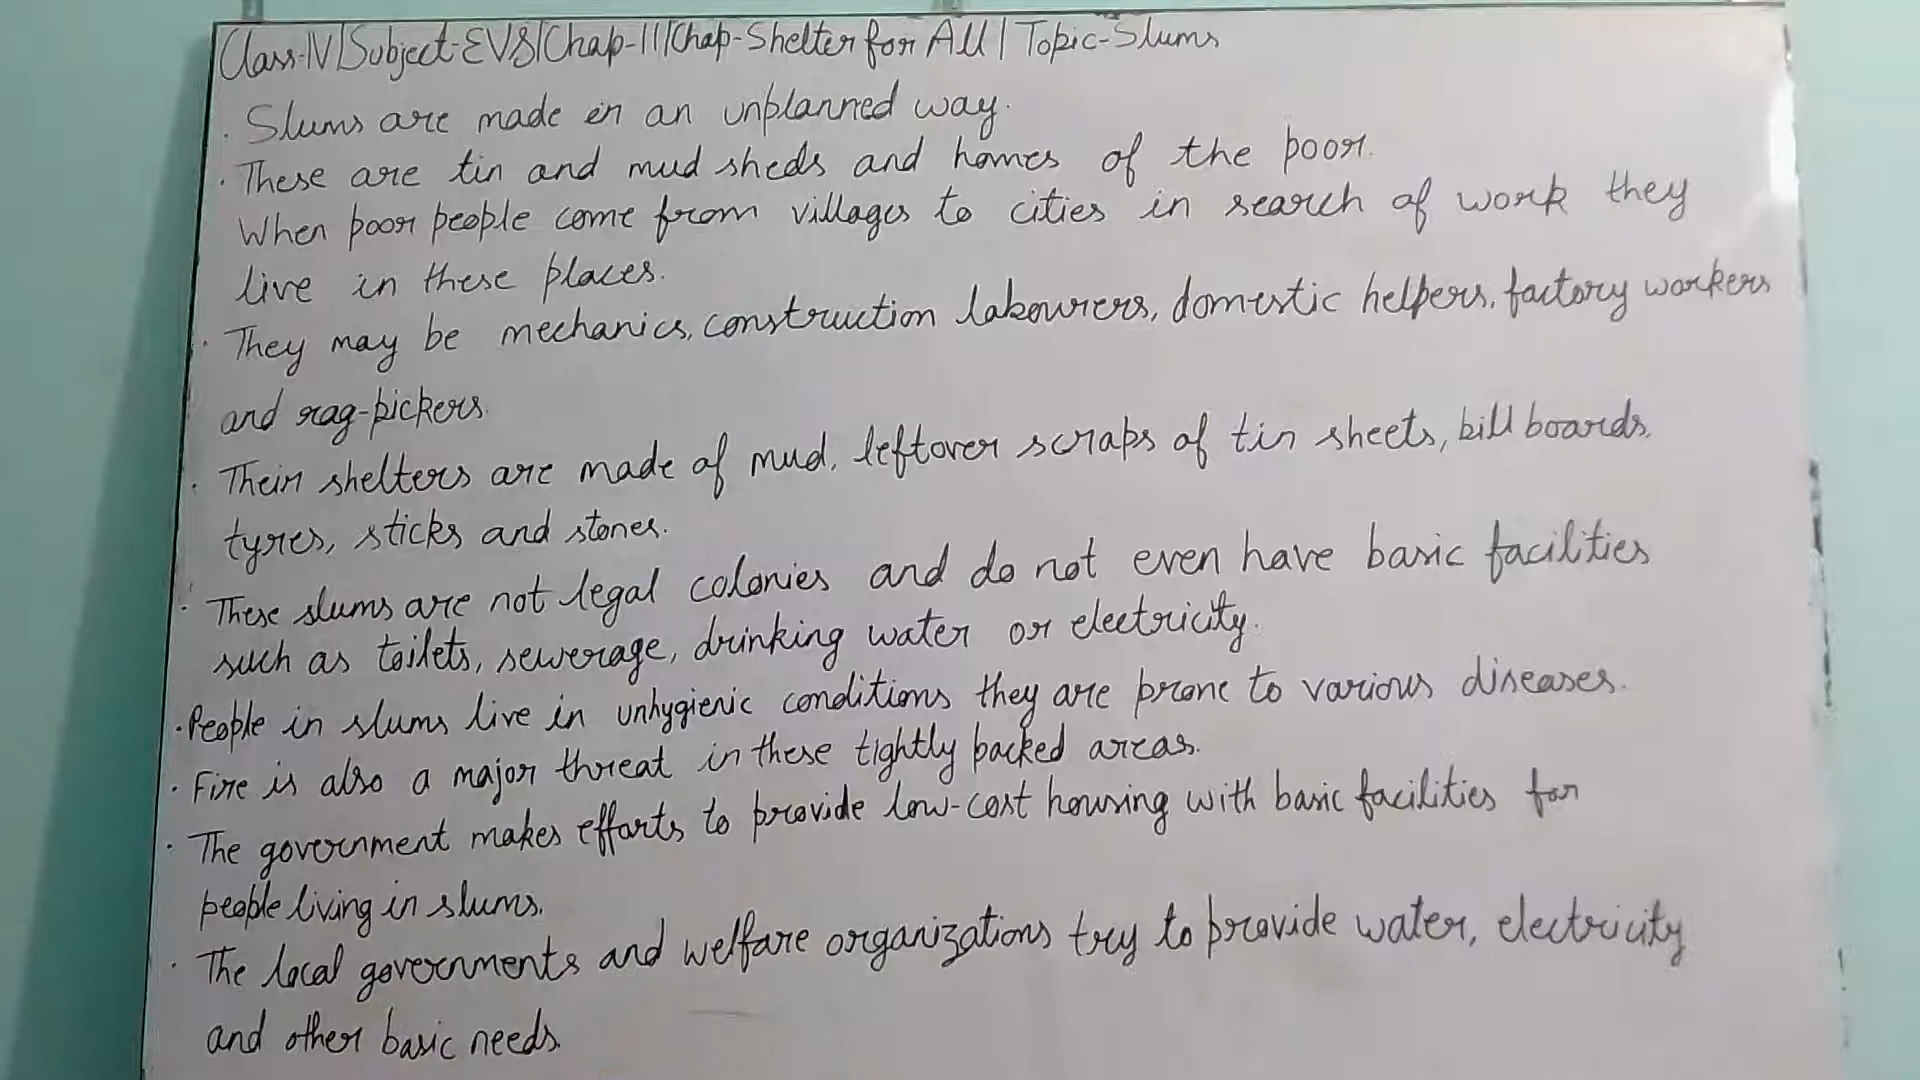 Class-IV|Subject-EVS|Chap-11|Chap-Shelter for All | Topic-Slums
. Slums are made in an unplanned way.
. These are tin and mud sheds and homes of the poor.
When poor people come from villages to cities in search of work they
live in these places.
. They may be mechanics, construction labourers, domestic helpers, factory workers
and rag-pickers.
. Their shelters are made of mud, leftover scraps of tin sheets, bill boards,
tyres, sticks and stones.
. These slums are not legal colonies and do not even have basic facilities
such as toilets, sewerage, drinking water or electricity.
. People in slums live in unhygienic conditions they are prone to various diseases.
. Fire is also a major threat in these tightly packed areas.
. The government makes efforts to provide low-cost housing with basic facilities for
people living in slums.
. The local governments and welfare organizations try to provide water, electricity
and other basic needs.